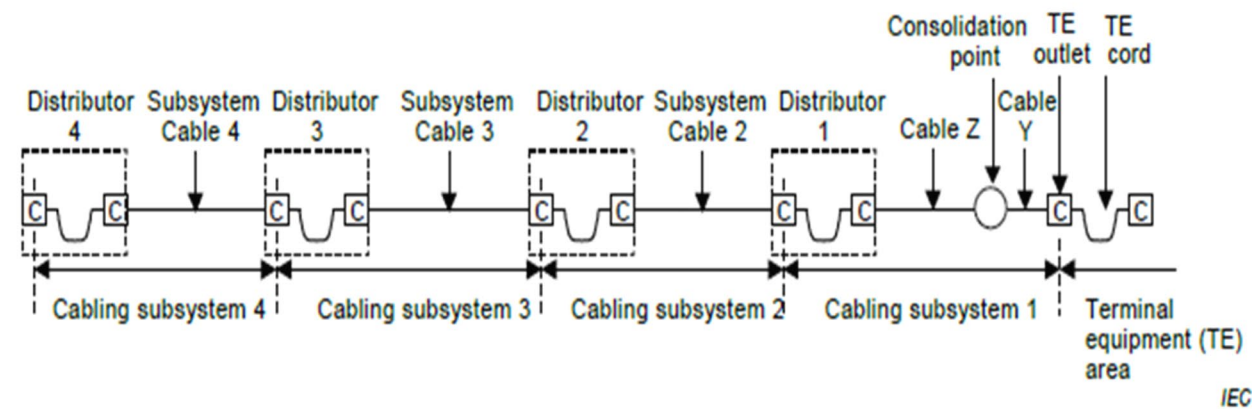 Consolidation TE TE
point outlet cord
Distributor Subsystem Distributor Subsystem Distributor Subsystem Distributor Cable
4 Cable 4 3 Cable 3 2 Cable 2 1 Cable Z Y
C C C C C C C C C C
Cabling subsystem 4 Cabling subsystem 3 Cabling subsystem 2 Cabling subsystem 1 Terminal
equipment (TE)
area
IEC